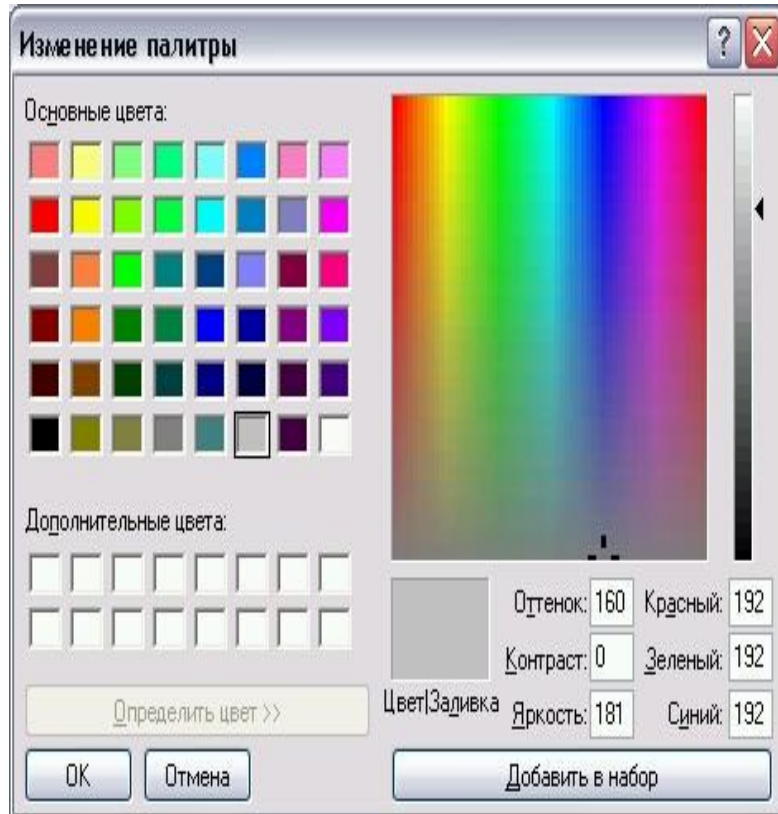 Изменение палитры
?
Основные цвета:
Дополнительные цвета:
Определить цвет >>
OK
Отмена
Цвет|Заливка
Оттенок: 160
Красный: 192
Контраст: 0
Зеленый: 192
Яркость: 181
Синий: 192
Добавить в набор